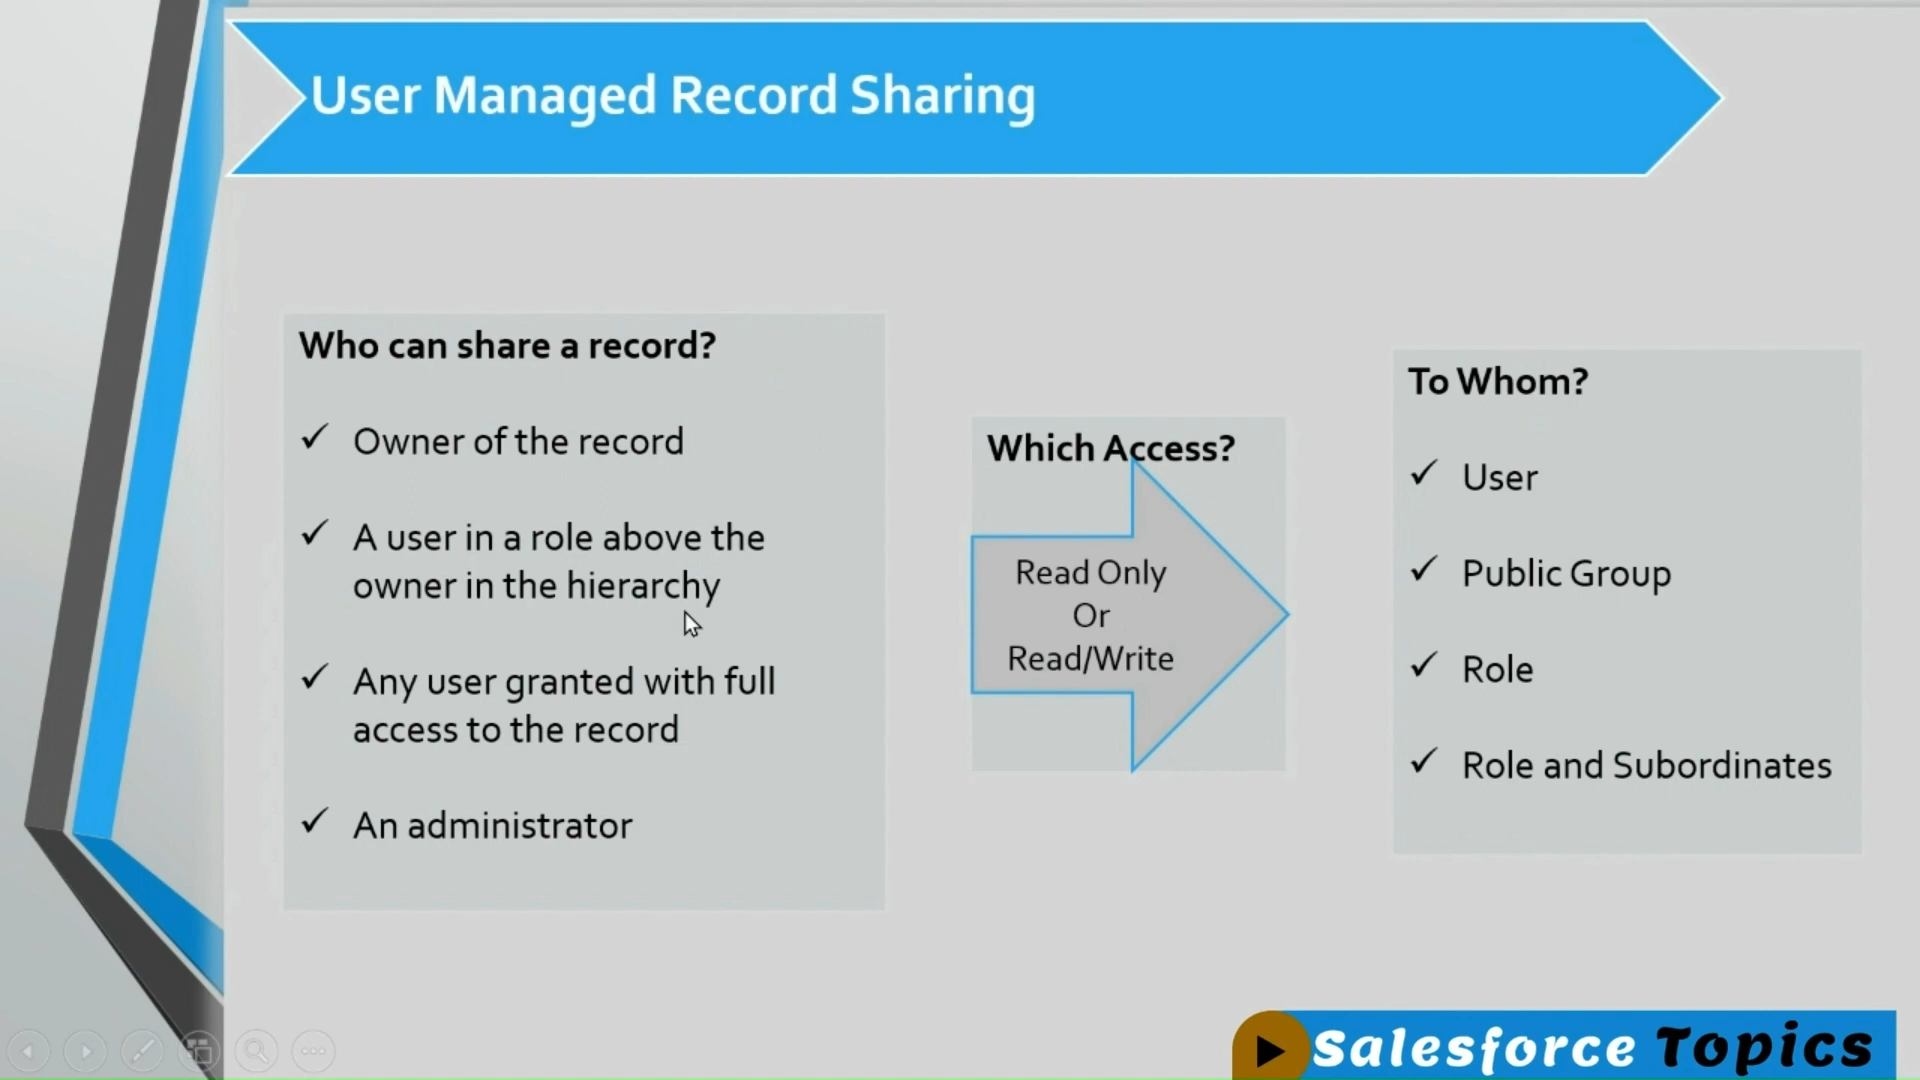 User Managed Record Sharing
Who can share a record?
✓ Owner of the record
✓ A user in a role above the
owner in the hierarchy
✓ Any user granted with full
access to the record
✓ An administrator
Which Access?
Read Only
Or
Read/Write
To Whom?
✓ User
✓ Public Group
✓ Role
✓ Role and Subordinates
Salesforce Topics